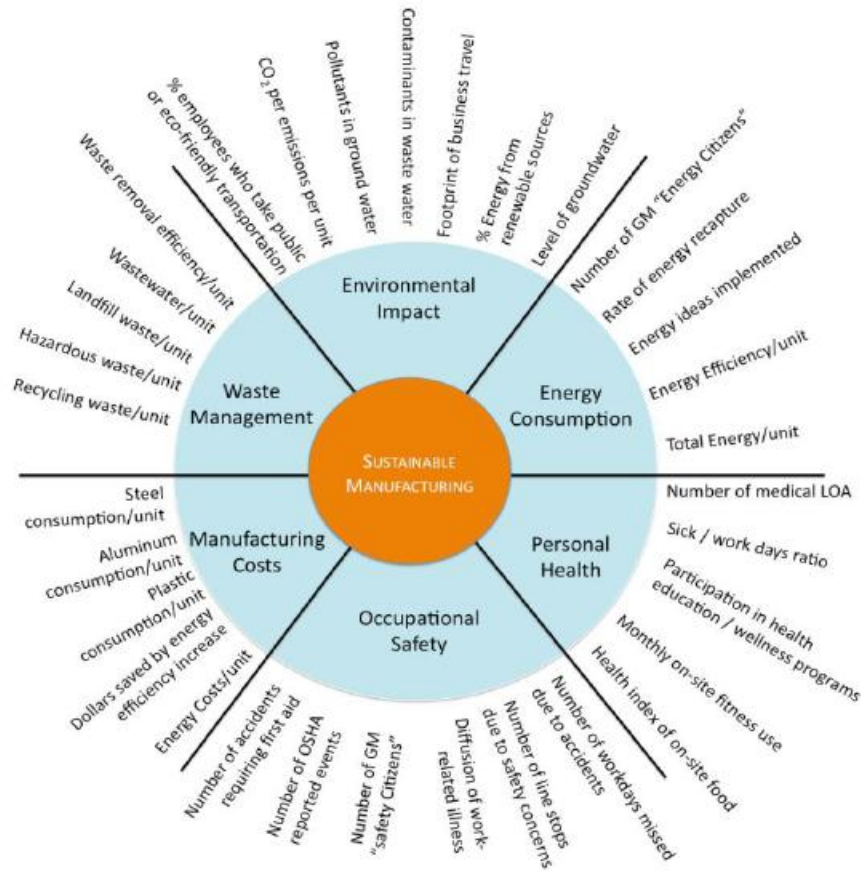 SUSTAINABLE
MANUFACTURING
Environmental
Impact
% employees who take public
or eco-friendly transportation
CO₂ per emissions per unit
Pollutants in ground water
Contaminants in waste water
Footprint of business travel
% Energy from
renewable sources
Level of groundwater
Energy
Consumption
Number of GM “Energy Citizens”
Rate of energy recapture
Energy ideas implemented
Energy Efficiency/unit
Total Energy/unit
Personal
Health
Number of medical LOA
Sick / work days ratio
Participation in health
education / wellness programs
Monthly on-site fitness use
Health index of on-site food
Occupational
Safety
Number of workdays missed
due to accidents
Number of line stops
due to safety concerns
Diffusion of work-
related illness
Number of GM
“safety Citizens”
Number of OSHA
reported events
Number of accidents
requiring first aid
Manufacturing
Costs
Energy Costs/unit
Dollars saved by energy
efficiency increase
Plastic
consumption/unit
Aluminum
consumption/unit
Steel
consumption/unit
Waste
Management
Recycling waste/unit
Hazardous waste/unit
Landfill waste/unit
Wastewater/unit
Waste removal efficiency/unit